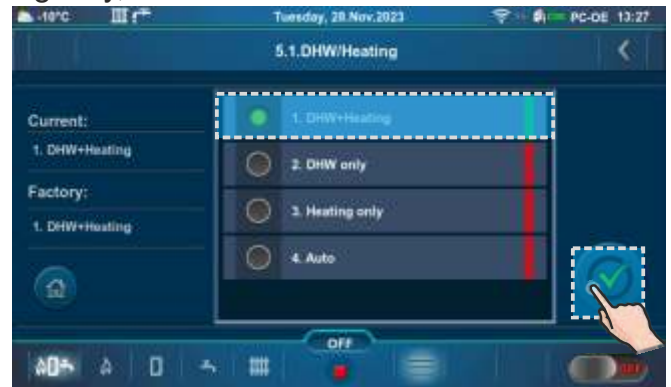 -10°C
Tuesday, 28.Nov.2023
PC-OE 13:27
5.1.DHW/Heating
Current:
1. DHW+Heating
Factory:
1. DHW+Heating
1. DHW+Heating
2. DHW only
3. Heating only
4. Auto
OFF
OFF